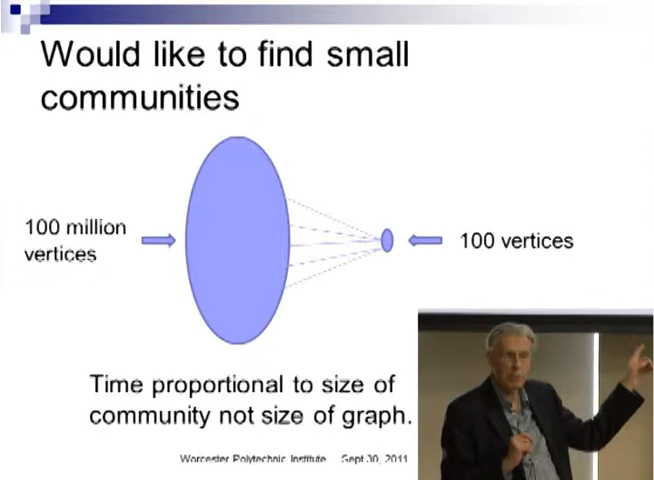 Would like to find small
communities
100 million
vertices
100 vertices
Time proportional to size of
community not size of graph.
Worcester Polytechnic Institute Sept 30, 2011